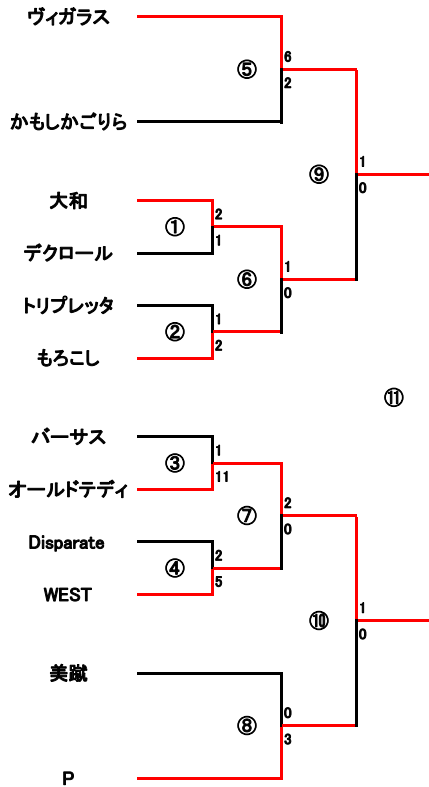 ヴィガラス
6
⑤
2
かもしかごりら
1
⑨
0
大和
2
①
1
デクロール
1
⑥
0
トリプレッタ
1
②
2
もろこし
⑪
バーサス
1
③
11
オールドテディ
2
⑦
0
Disparate
2
④
5
WEST
1
⑩
0
美蹴
0
⑧
3
P